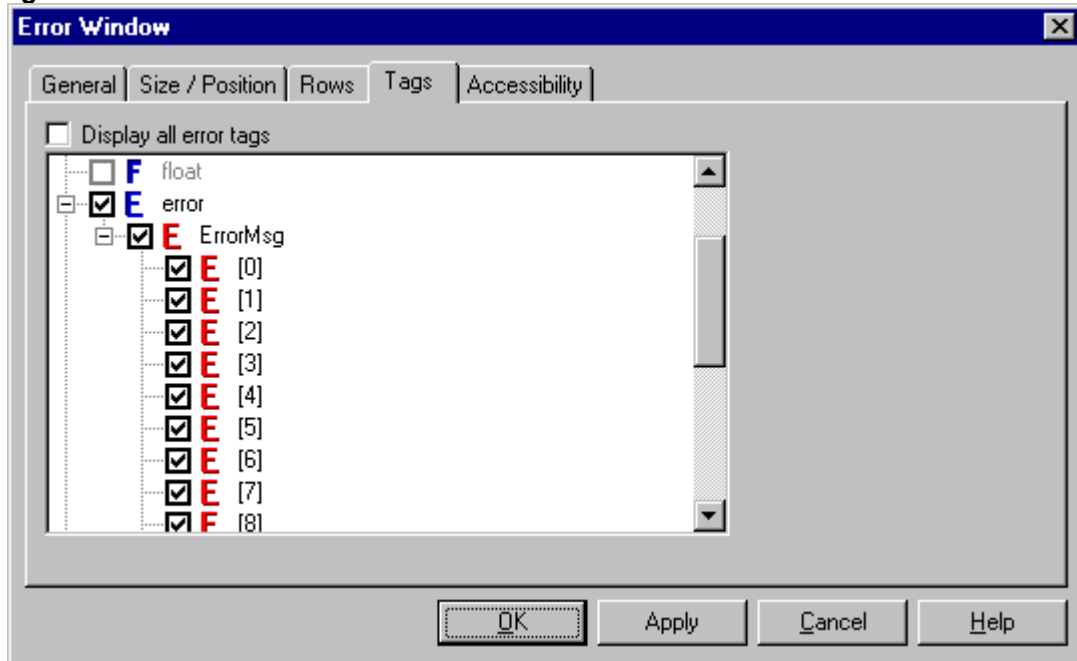 Error Window
General Size / Position Rows Tags Accessibility
Display all error tags
F float
E error
E ErrorMsg
E [0]
E [1]
E [2]
E [3]
E [4]
E [5]
E [6]
E [7]
E [8]
OK Apply Cancel Help